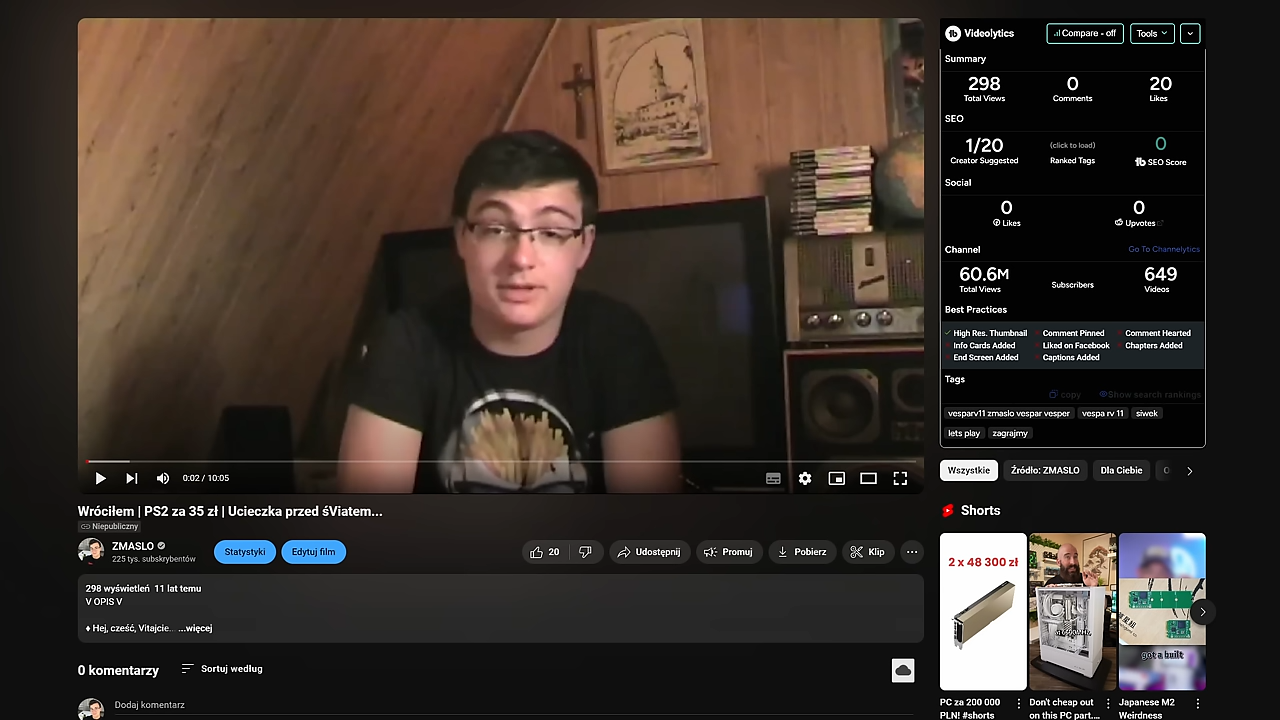 0:02 / 10:05
Wróciłem | PS2 za 35 zł | Ucieczka przed śViatem...
Niepubliczny
ZMASLO
225 tys. subskrybentów
Statystyki
Edytuj film
20
Udostępnij
Promuj
Pobierz
Klip
298 wyświetleń 11 lat temu
V OPIS V
♦ Hej, cześć, Vitajcie... ...więcej
0 komentarzy
Sortuj według
Dodaj komentarz
tb Videolytics
Compare - off
Tools
Summary
298 0 20
Total Views Comments Likes
SEO
1/20 (click to load) 0
Creator Suggested Ranked Tags tb SEO Score
Social
0 0
Likes Upvotes
Channel Go To Channelytics
60.6M 649
Total Views Subscribers Videos
Best Practices
High Res. Thumbnail Comment Pinned Comment Hearted
Info Cards Added Liked on Facebook Chapters Added
End Screen Added Captions Added
Tags
copy Show search rankings
vesparv11 zmaslo vespar vesper vespa rv 11 siwek
lets play zagrajmy
Wszystkie Źródło: ZMASLO Dla Ciebie
Shorts
2 x 48 300 zł
got a built
PC za 200 000
PLN! #shorts
Don't cheap out
on this PC part...
Japanese M2
Weirdness